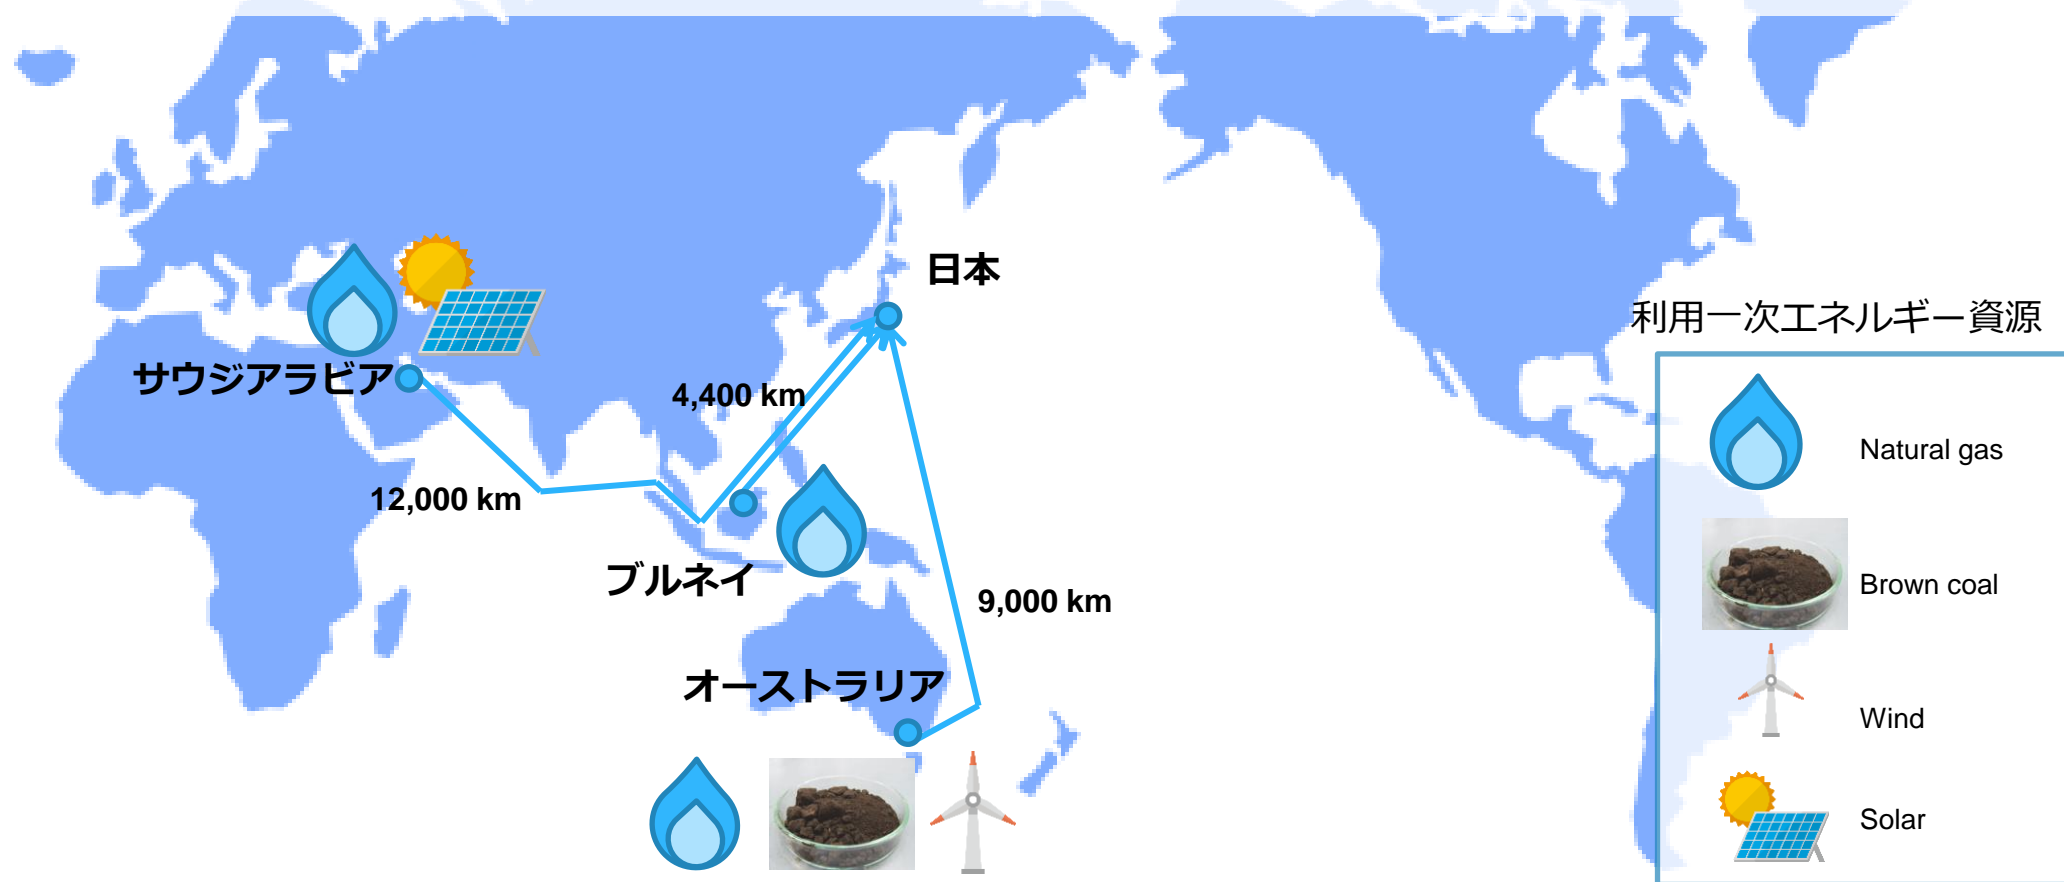 日本
利用一次エネルギー資源
サウジアラビア
4,400 km
Natural gas
12,000 km
ブルネイ
Brown coal
9,000 km
オーストラリア
Wind
Solar